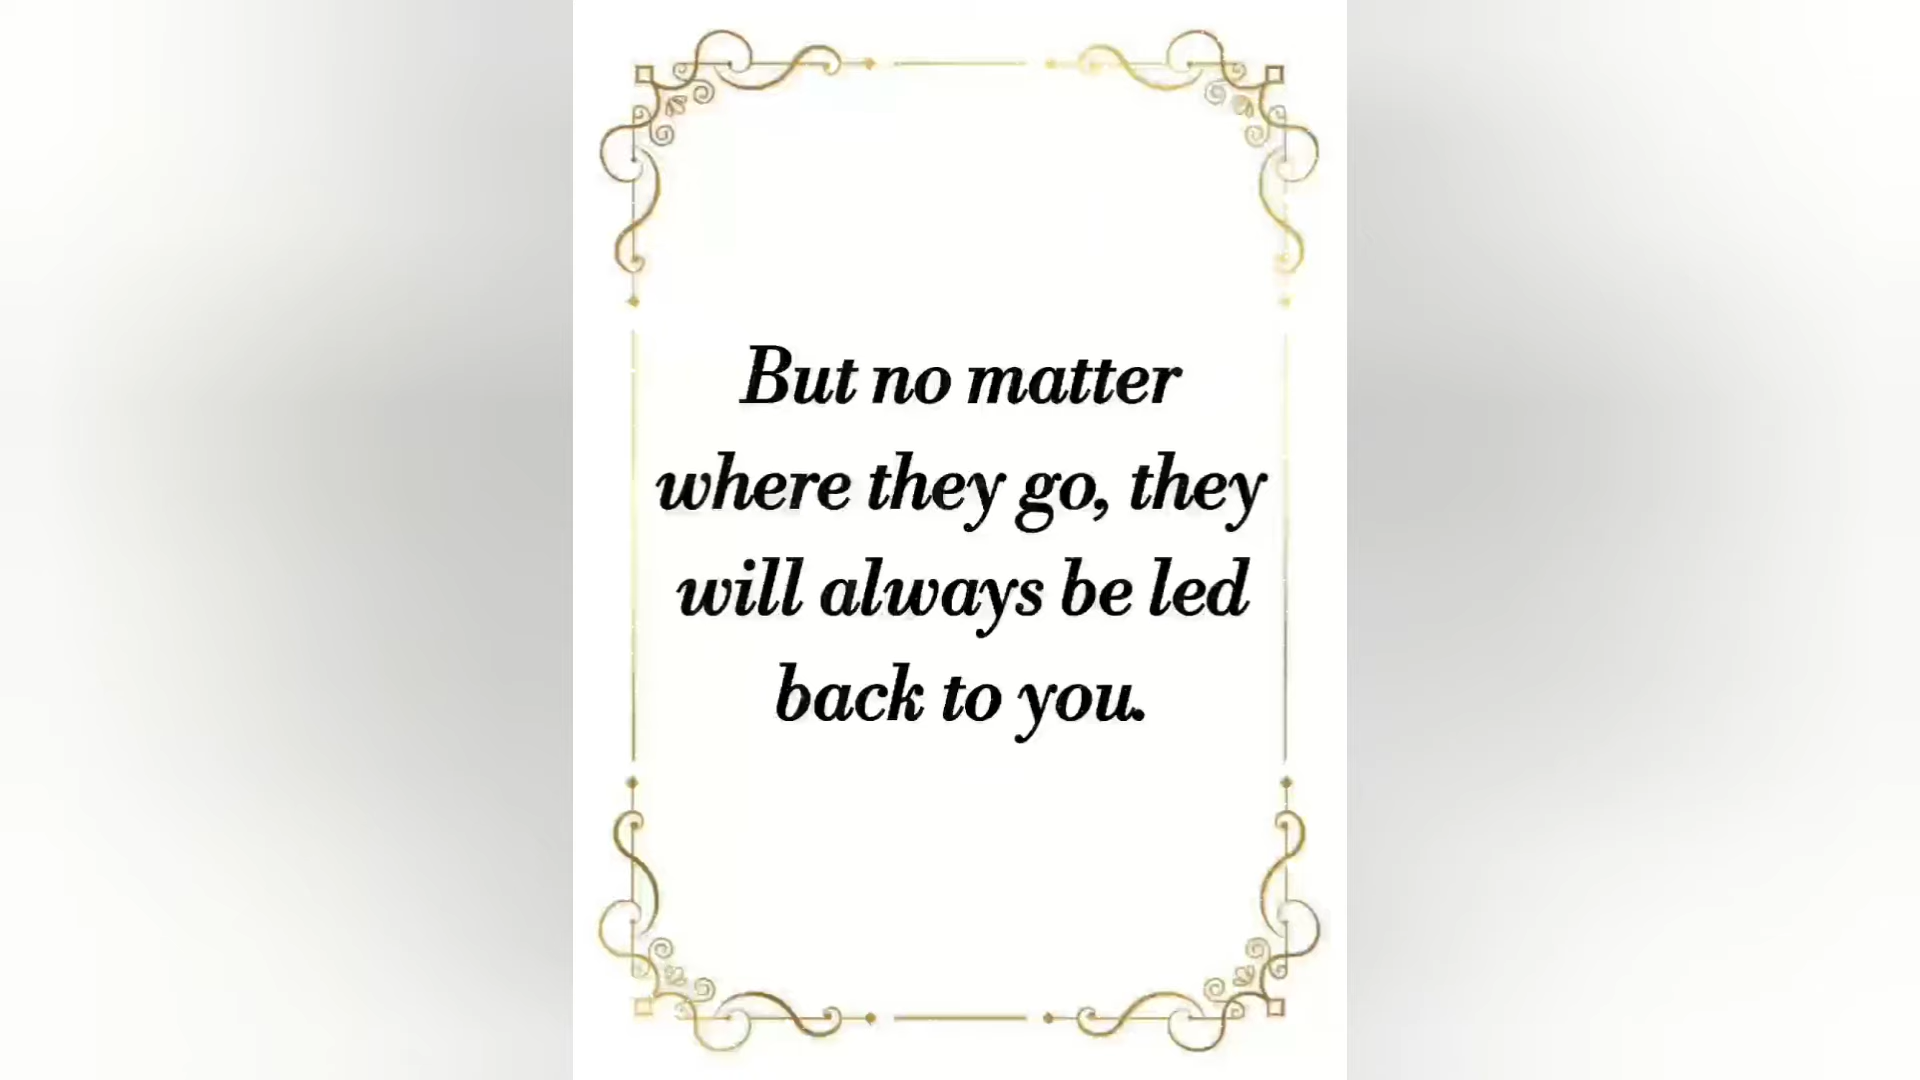 But no matter
where they go, they
will always be led
back to you.